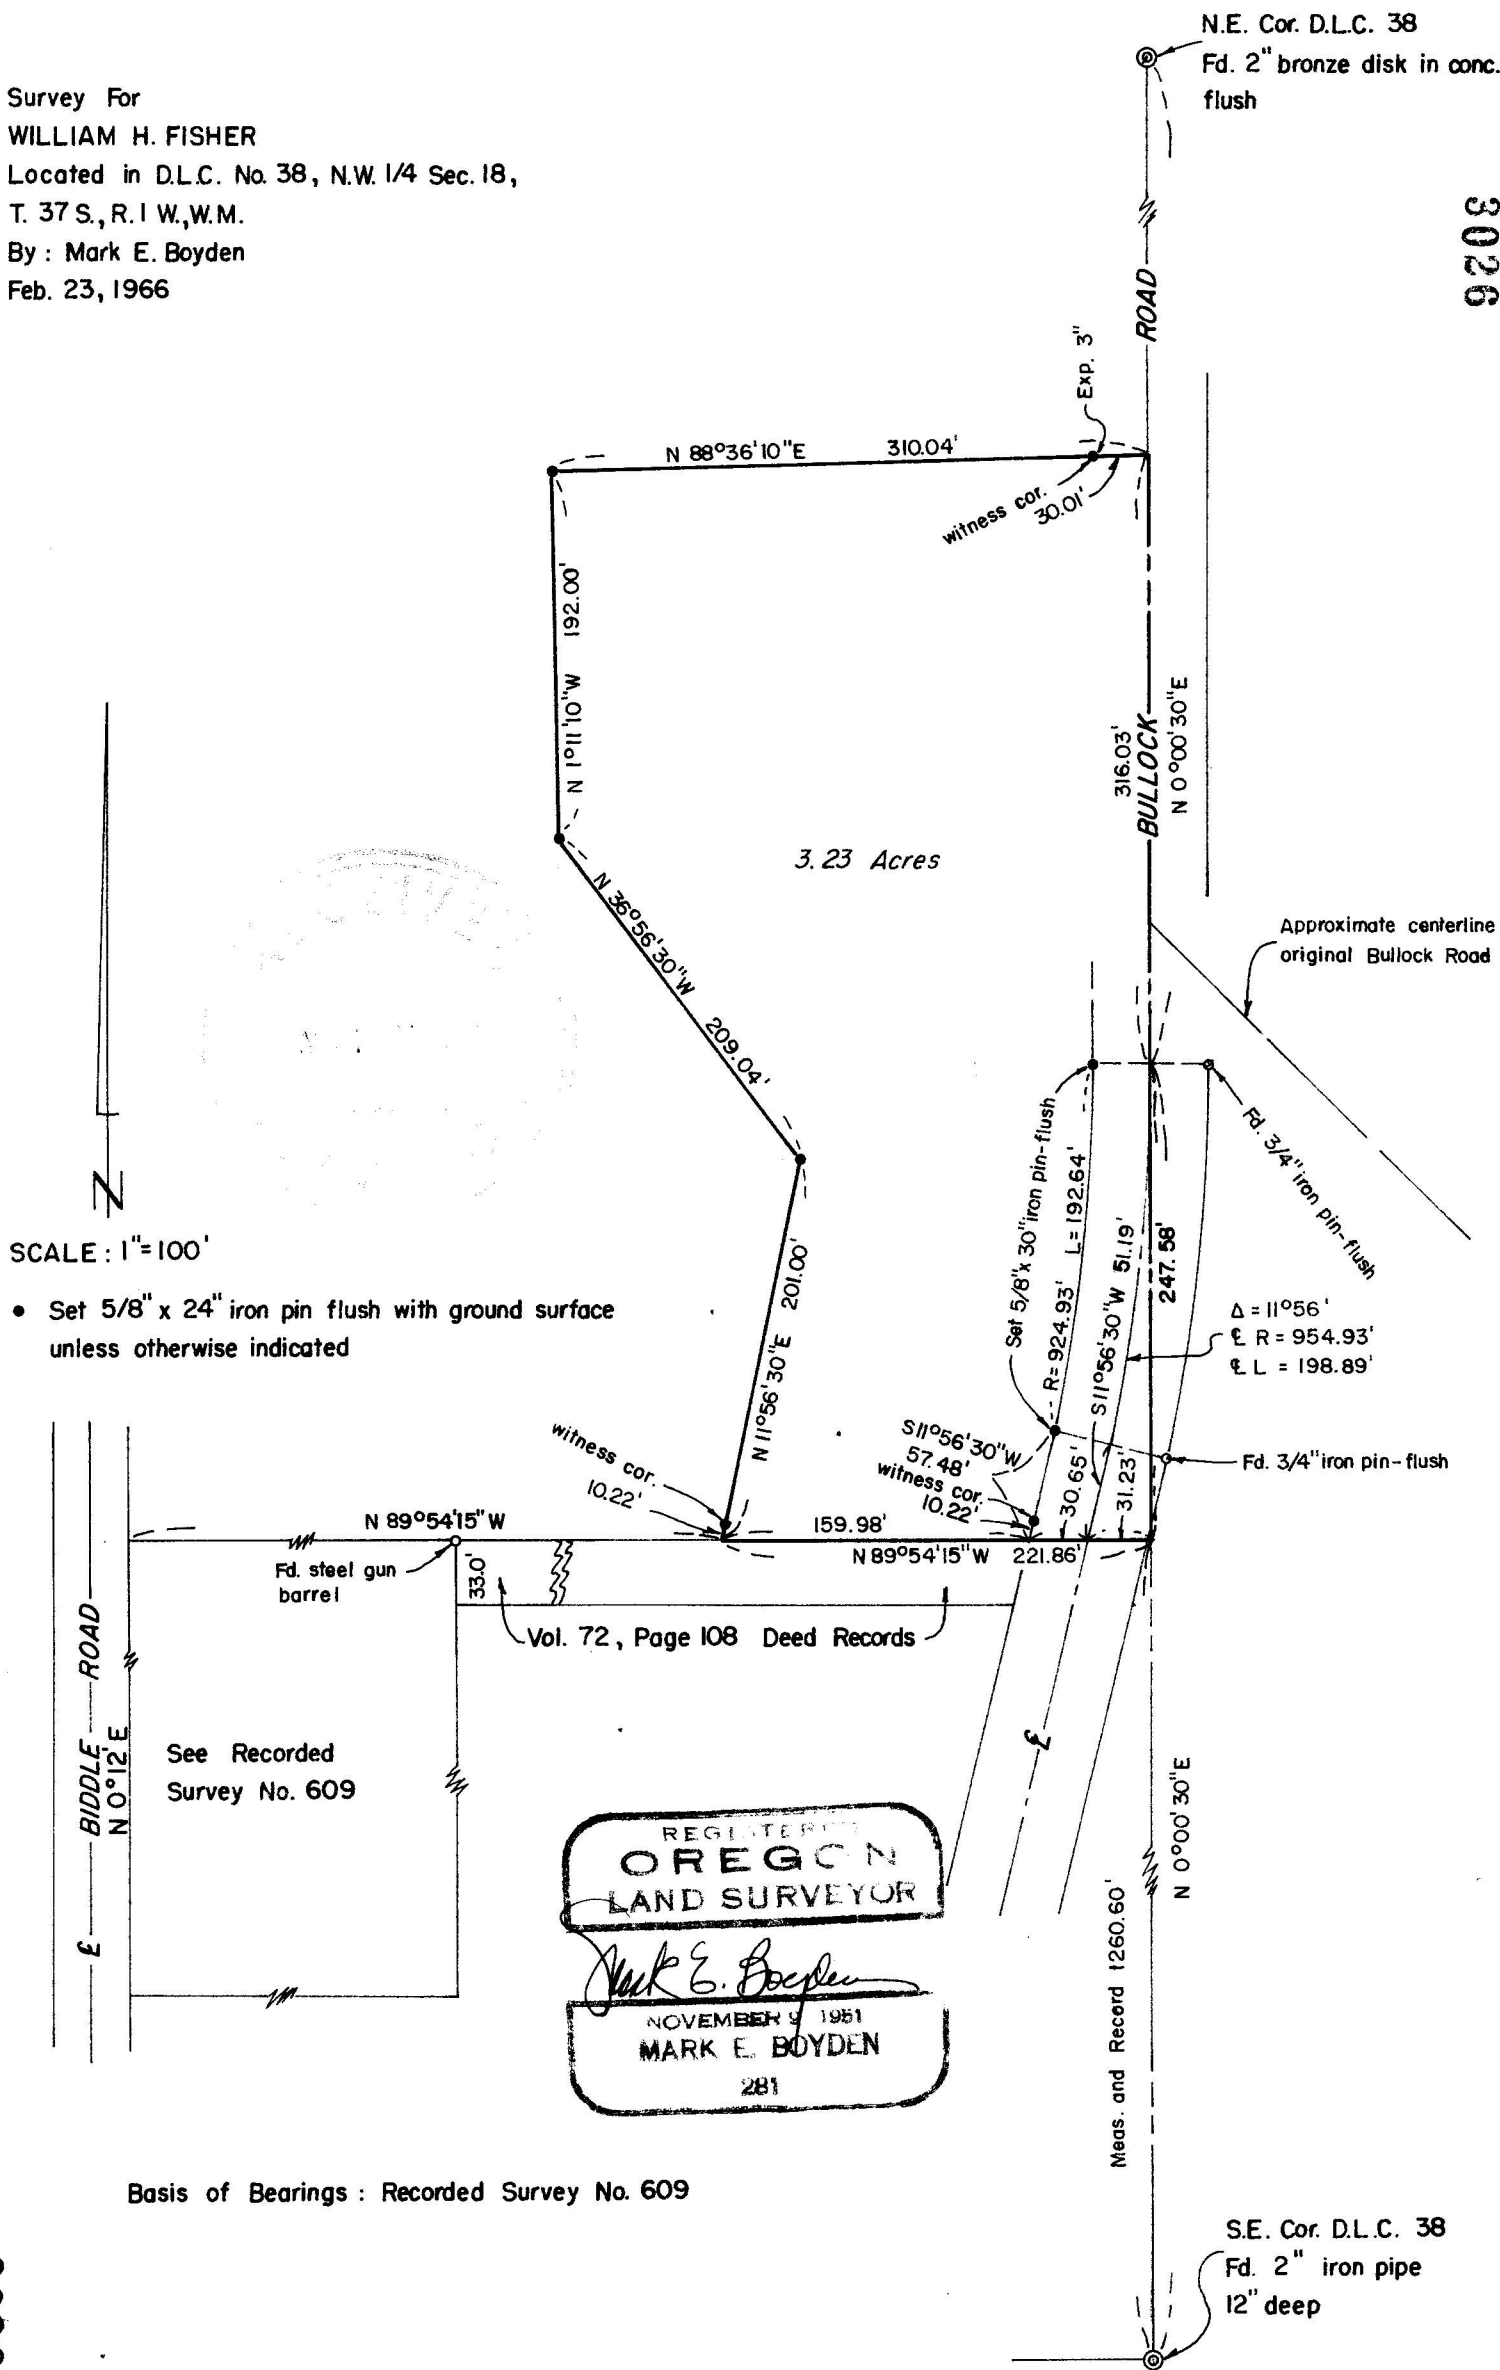 N.E. Cor. D.L.C. 38
Fd. 2" bronze disk in conc.
flush
Survey For
WILLIAM H. FISHER
Located in D.L.C. No. 38, N.W. 1/4 Sec. 18,
T. 37 S., R. 1 W., W.M.
By : Mark E. Boyden
Feb. 23, 1966
3026
ROAD
Exp. 3"
N 88°36'10"E 310.04'
witness cor.
30.01'
N 1°11'10"W 192.00'
316.03'
BULLOCK
N 0°00'30"E
3.23 Acres
N 36°56'30"W 209.04'
Approximate centerline
original Bullock Road
Set 5/8" x 30" iron pin-flush
R= 924.93' L= 192.64'
S11°56'30"W 51.19'
247.58'
Fd. 3/4" iron pin-flush
N
SCALE : 1"=100'
• Set 5/8" x 24" iron pin flush with ground surface
unless otherwise indicated
N 11°56'30"E 201.00'
Δ = 11°56'
℄ R = 954.93'
℄ L = 198.89'
witness cor.
10.22'
S11°56'30"W
57.48'
witness cor.
10.22'
30.65'
31.23'
Fd. 3/4" iron pin-flush
N 89°54'15" W
159.98'
N 89°54'15"W 221.86'
Fd. steel gun
barrel
33.0'
Vol. 72, Page 108 Deed Records
℄ BIDDLE ROAD
N 0°12' E
See Recorded
Survey No. 609
℄
N 0°00'30"E
Meas. and Record 1260.60'
REGISTERED
OREGON
LAND SURVEYOR
Mark E. Boyden
NOVEMBER 9 1951
MARK E. BOYDEN
281
Basis of Bearings : Recorded Survey No. 609
S.E. Cor. D.L.C. 38
Fd. 2" iron pipe
12" deep